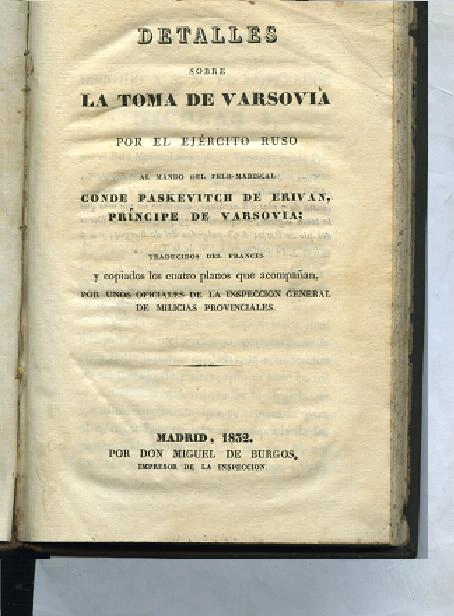 DETALLES
SOBRE
LA TOMA DE VARSOVIA
POR EL EJÉRCITO RUSO
AL MANDO DEL FELD-MARISCAL
CONDE PASKEVITCH DE ERIVAN,
PRÍNCIPE DE VARSOVIA;
TRADUCIDOS DEL FRANCES
y copiados los cuatro planos que acompañan,
POR UNOS OFICIALES DE LA INSPECCION GENERAL
DE MILICIAS PROVINCIALES.
MADRID, 1832.
POR DON MIGUEL DE BURGOS,
IMPRESOR DE LA INSPECCION.